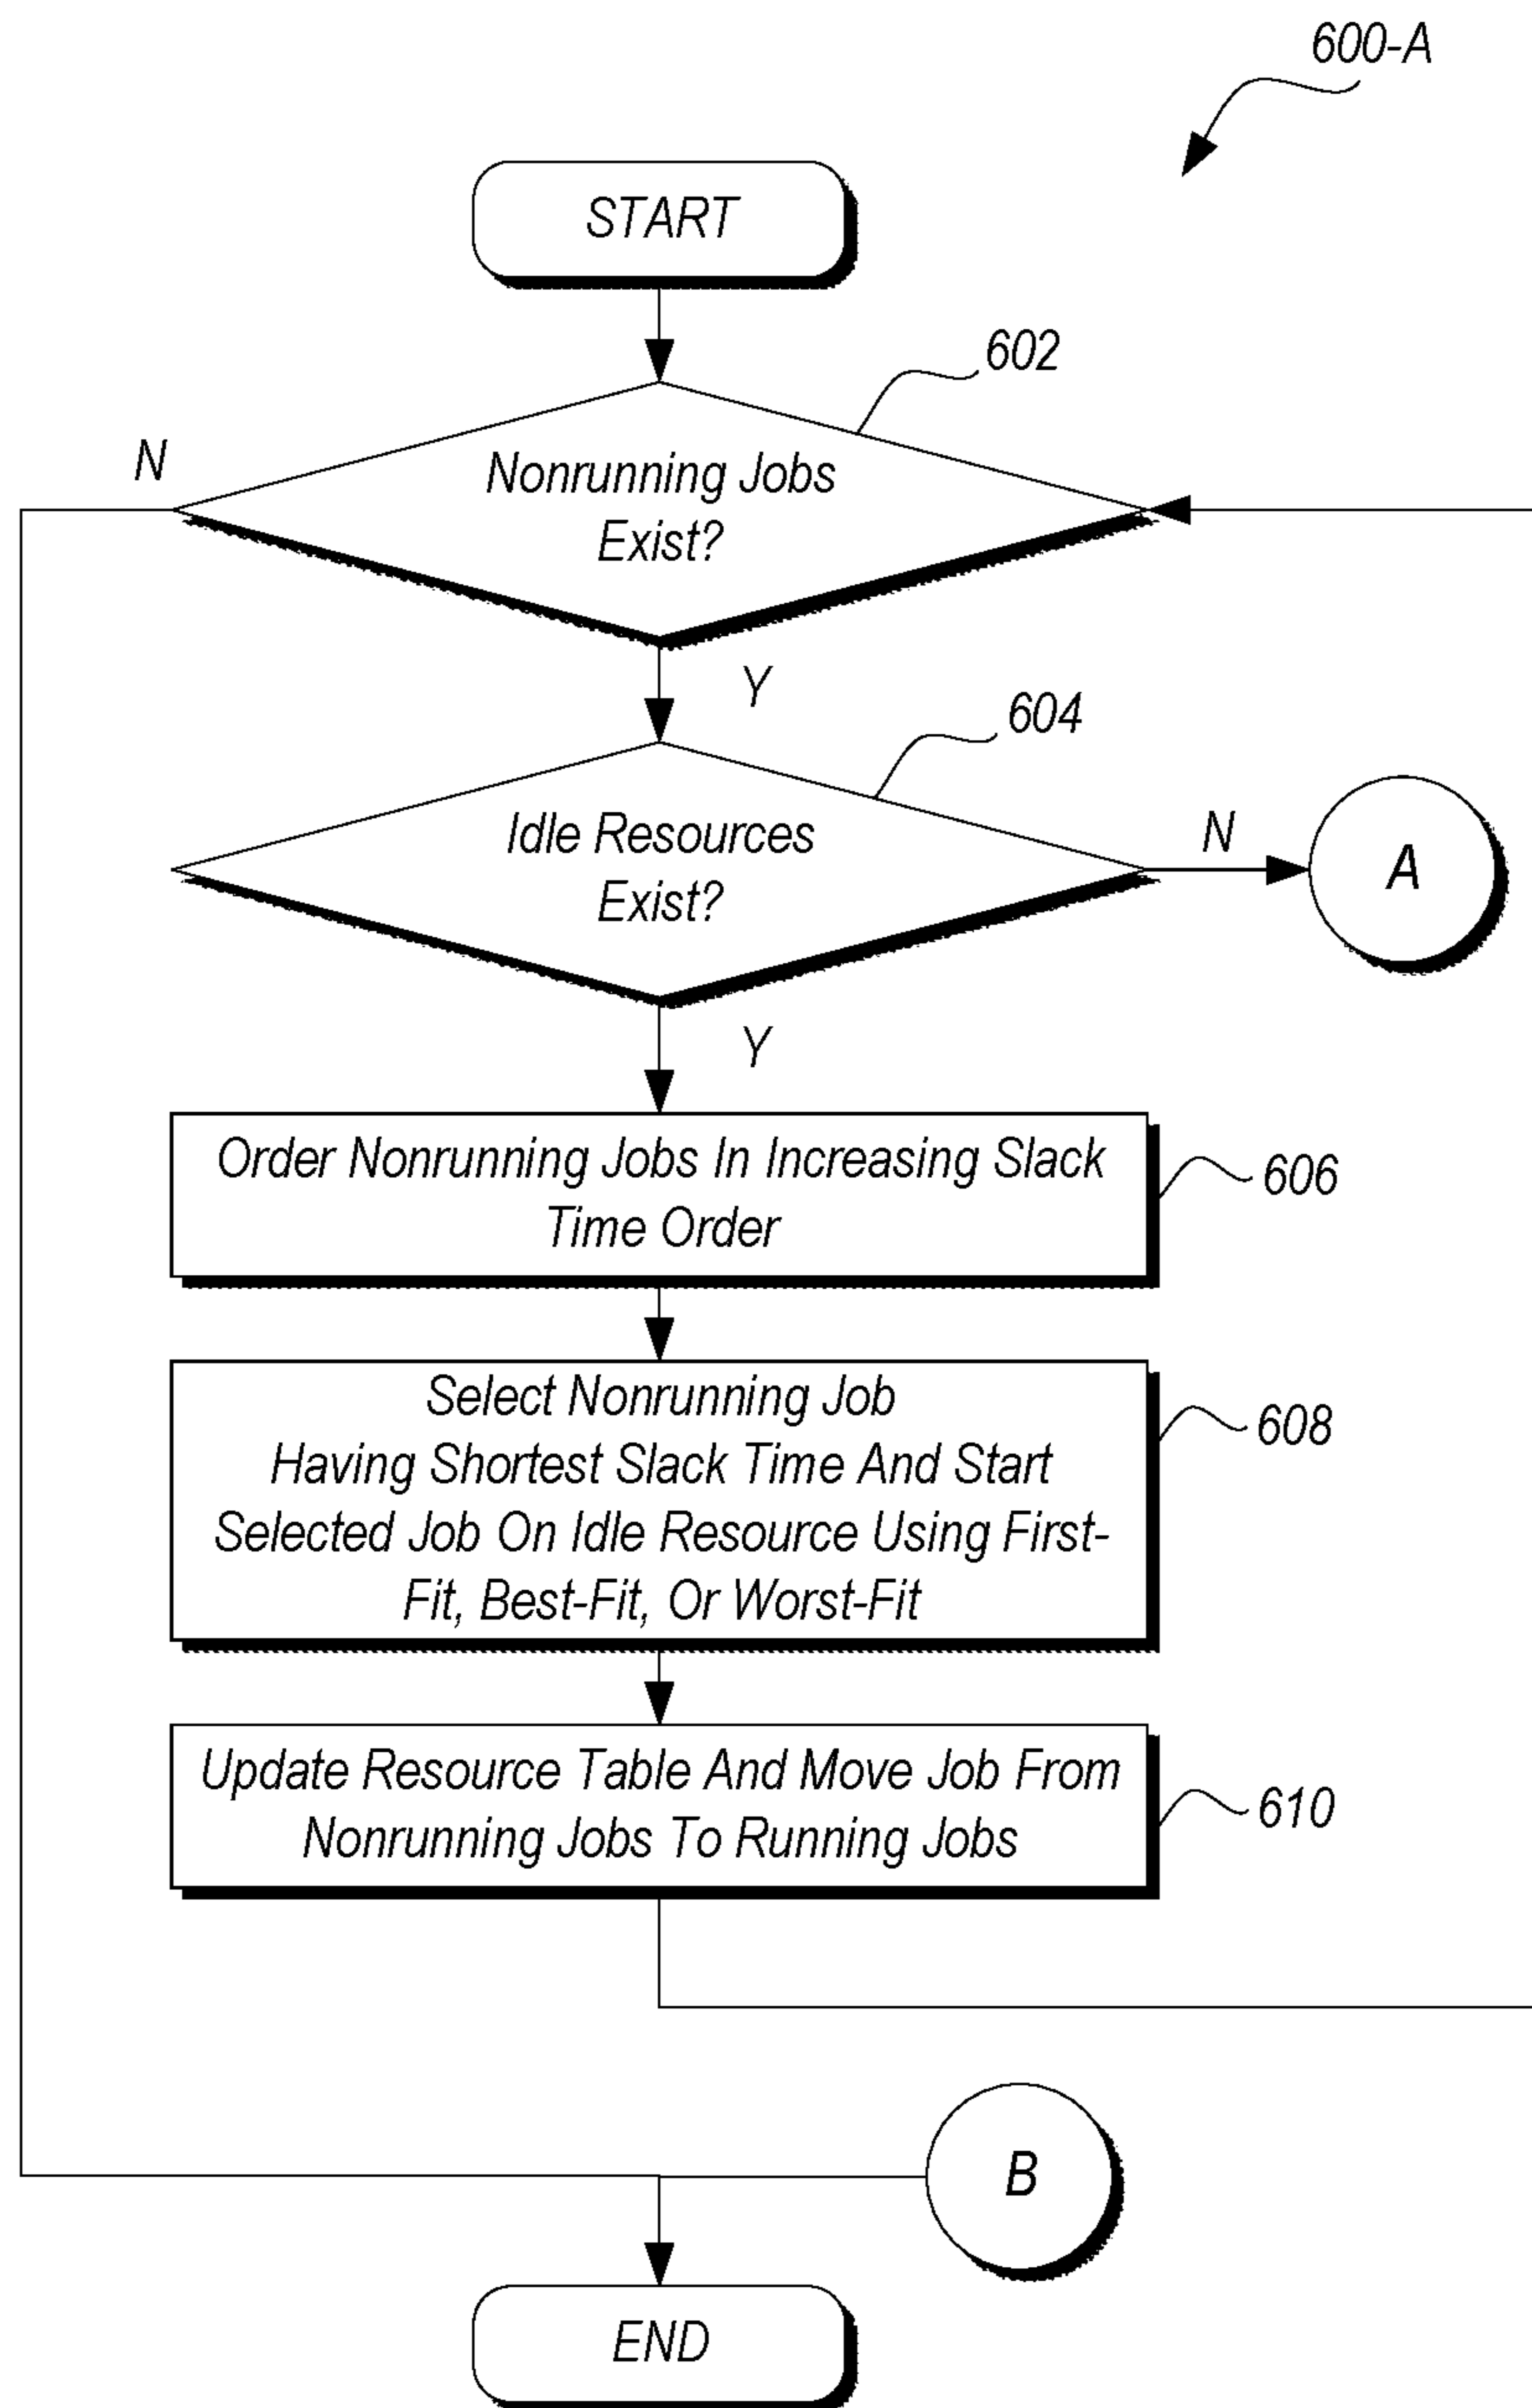 600-A
START
602
N
Nonrunning Jobs
Exist?
Y
604
Idle Resources
Exist?
N
A
Y
Order Nonrunning Jobs In Increasing Slack
Time Order
606
Select Nonrunning Job
Having Shortest Slack Time And Start
Selected Job On Idle Resource Using First-
Fit, Best-Fit, Or Worst-Fit
608
Update Resource Table And Move Job From
Nonrunning Jobs To Running Jobs
610
B
END